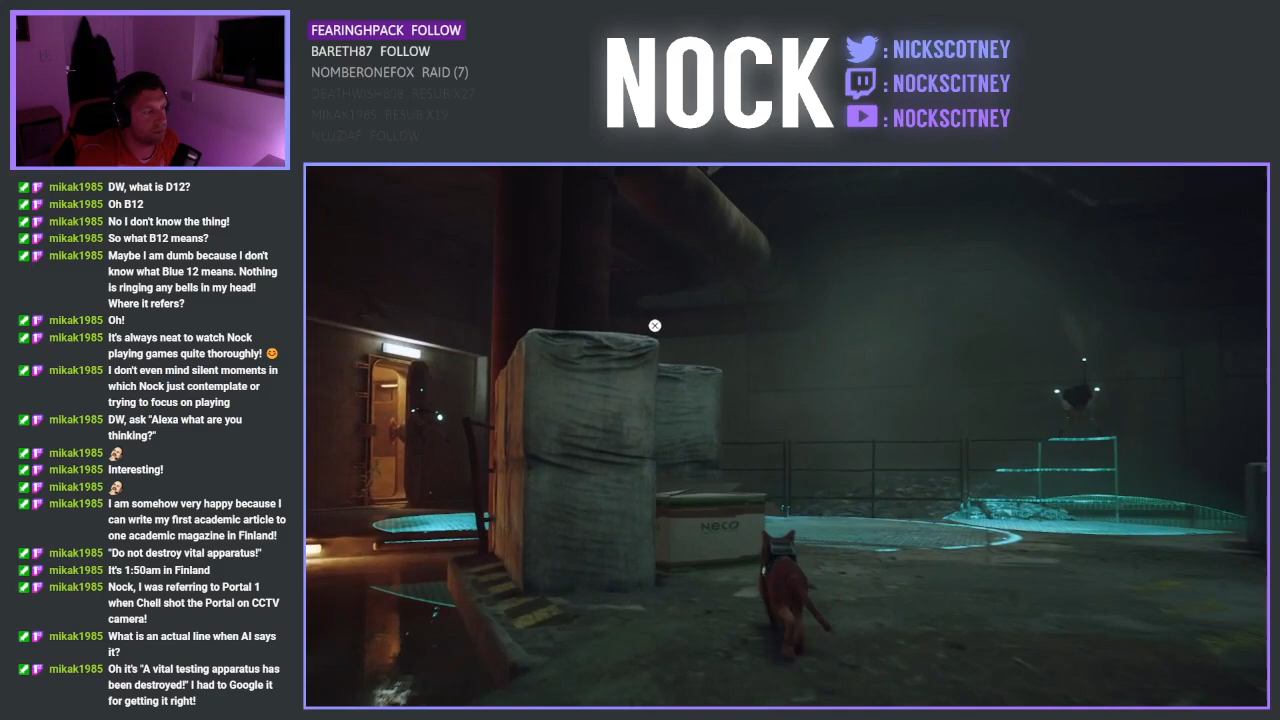 FEARINGHPACK FOLLOW
BARETH87 FOLLOW
NOMBERONEFOX RAID (7)
DEATHWISH808 RESUB X27
MIKAK1985 RESUB X19
NLUZIAF FOLLOW
NOCK
: NICKSCOTNEY
: NOCKSCITNEY
: NOCKSCITNEY
mikak1985 DW, what is D12?
mikak1985 Oh B12
mikak1985 No I don't know the thing!
mikak1985 So what B12 means?
mikak1985 Maybe I am dumb because I don't
know what Blue 12 means. Nothing
is ringing any bells in my head!
Where it refers?
mikak1985 Oh!
mikak1985 It's always neat to watch Nock
playing games quite thoroughly!
mikak1985 I don't even mind silent moments in
which Nock just contemplate or
trying to focus on playing
mikak1985 DW, ask "Alexa what are you
thinking?"
mikak1985
mikak1985 Interesting!
mikak1985
mikak1985 I am somehow very happy because I
can write my first academic article to
one academic magazine in Finland!
mikak1985 "Do not destroy vital apparatus!"
mikak1985 It's 1:50am in Finland
mikak1985 Nock, I was referring to Portal 1
when Chell shot the Portal on CCTV
camera!
mikak1985 What is an actual line when AI says
it?
mikak1985 Oh it's "A vital testing apparatus has
been destroyed!" I had to Google it
for getting it right!
Neco